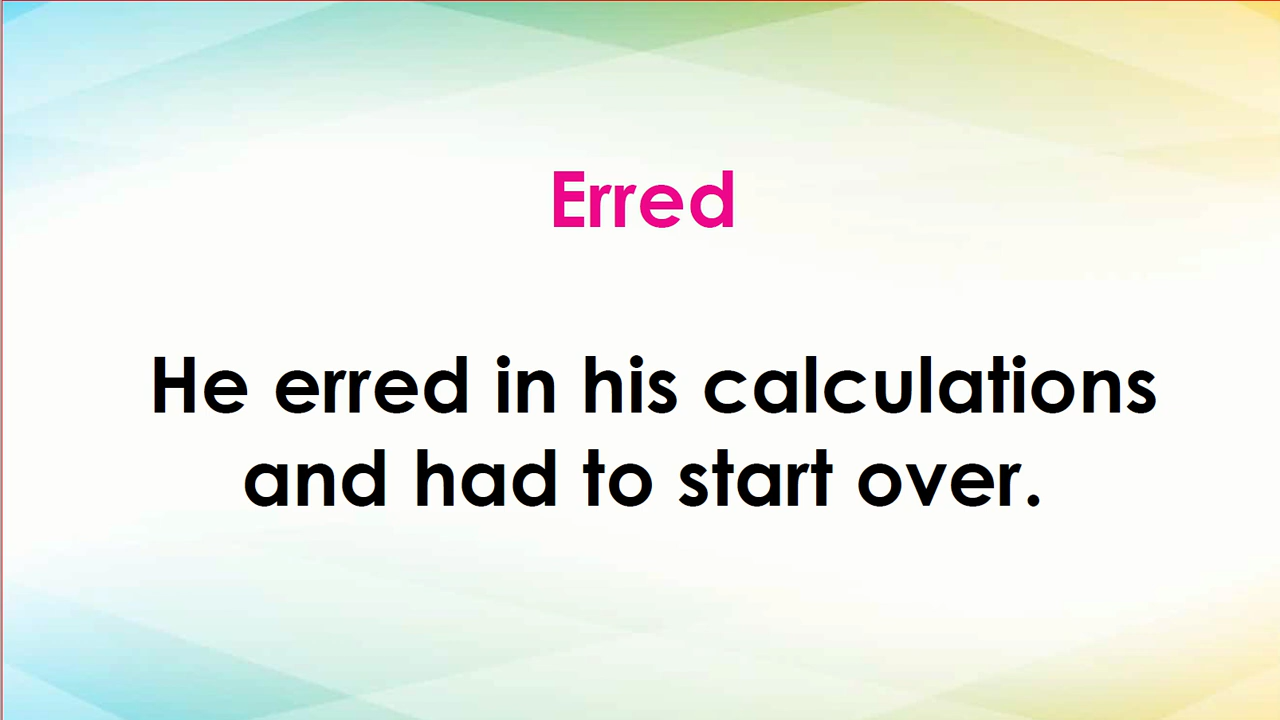 Erred
He erred in his calculations
and had to start over.